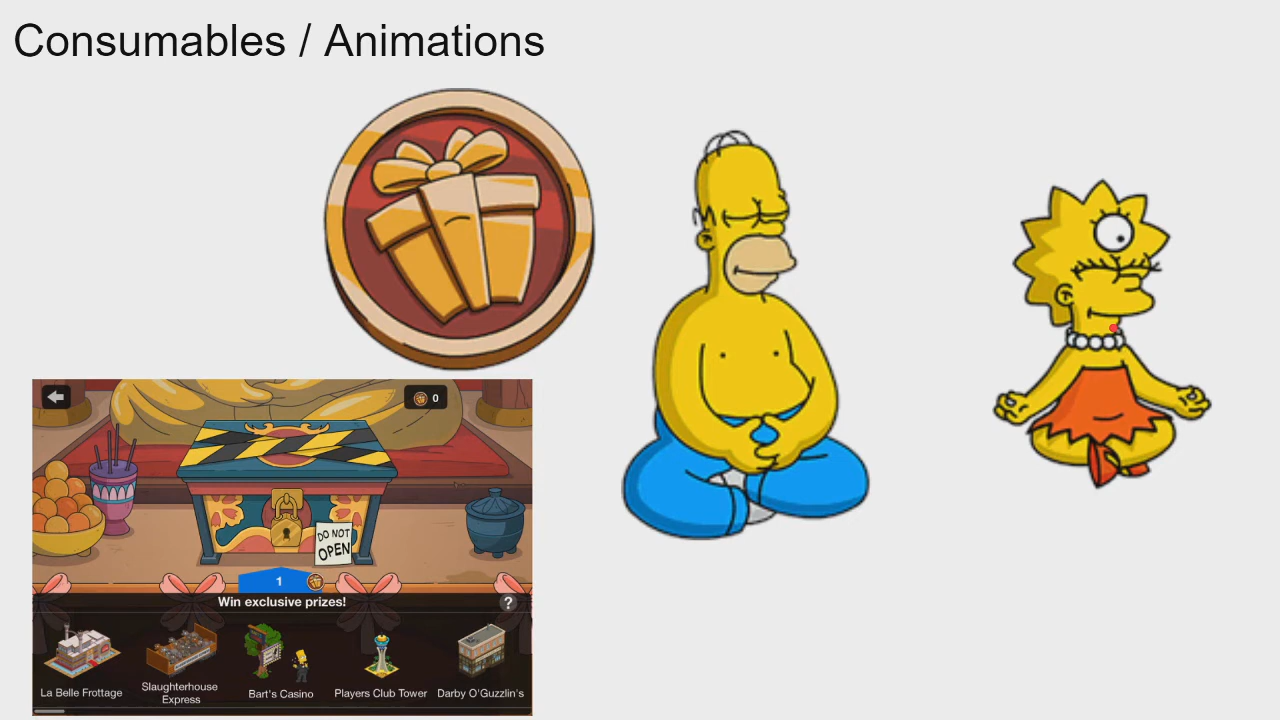 Consumables / Animations
0
DO NOT
OPEN
1
Win exclusive prizes!
?
La Belle Frottage
Slaughterhouse
Express
Bart's Casino
Players Club Tower
Darby O'Guzzlin's